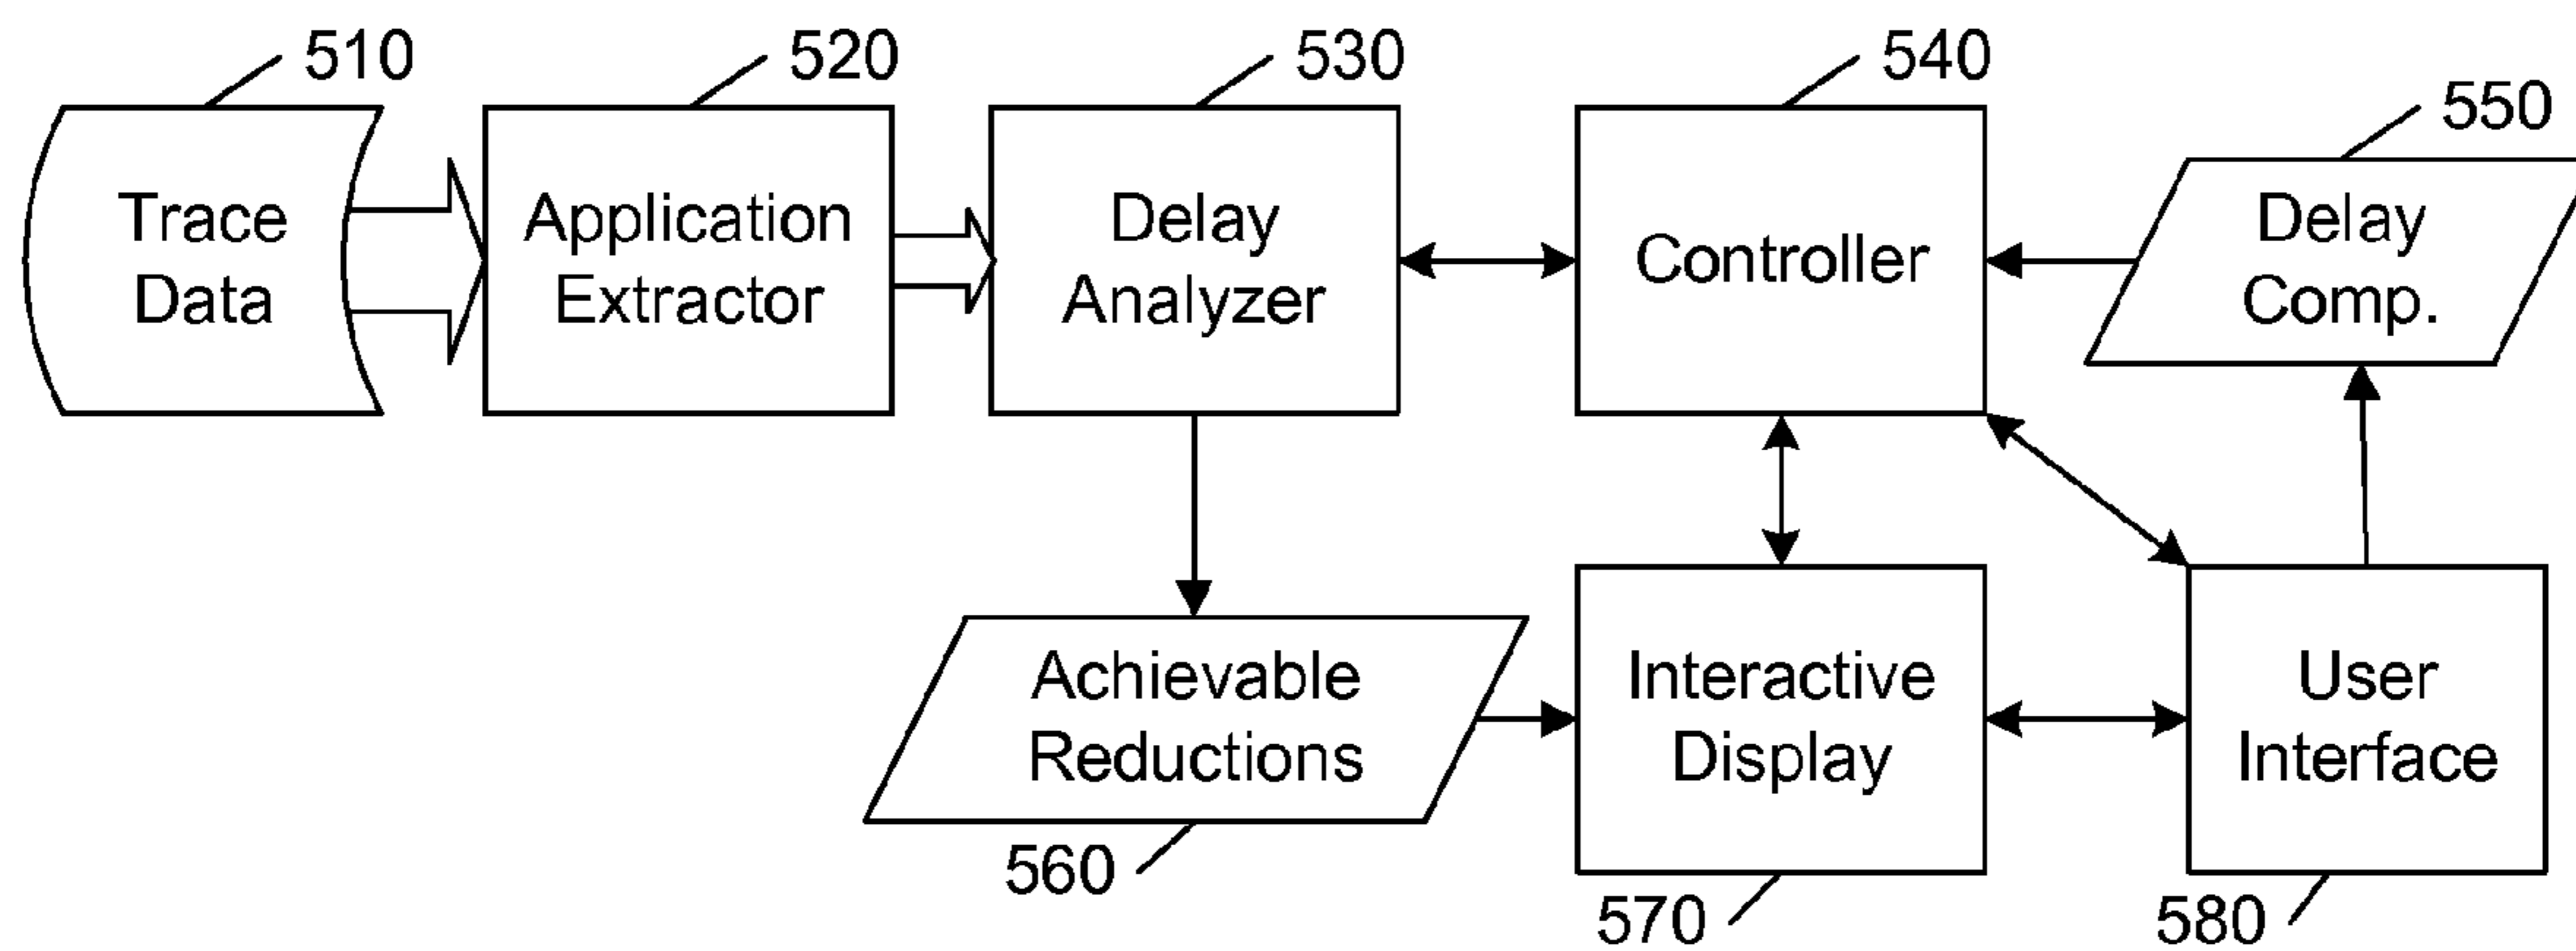 510
520
530
540
550
Trace
Data
Application
Extractor
Delay
Analyzer
Controller
Delay
Comp.
Achievable
Reductions
Interactive
Display
User
Interface
560
570
580